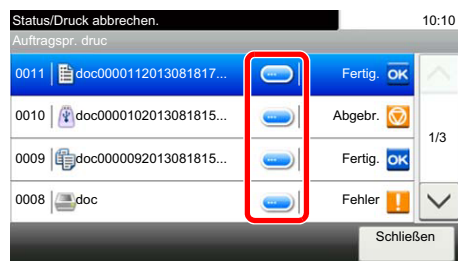 Status/Druck abbrechen. 10:10
Auftragspr. druc
0011 doc0000112013081817... Fertig. OK
0010 doc0000102013081815... Abgebr.
1/3
0009 doc0000092013081815... Fertig. OK
0008 doc Fehler
Schließen